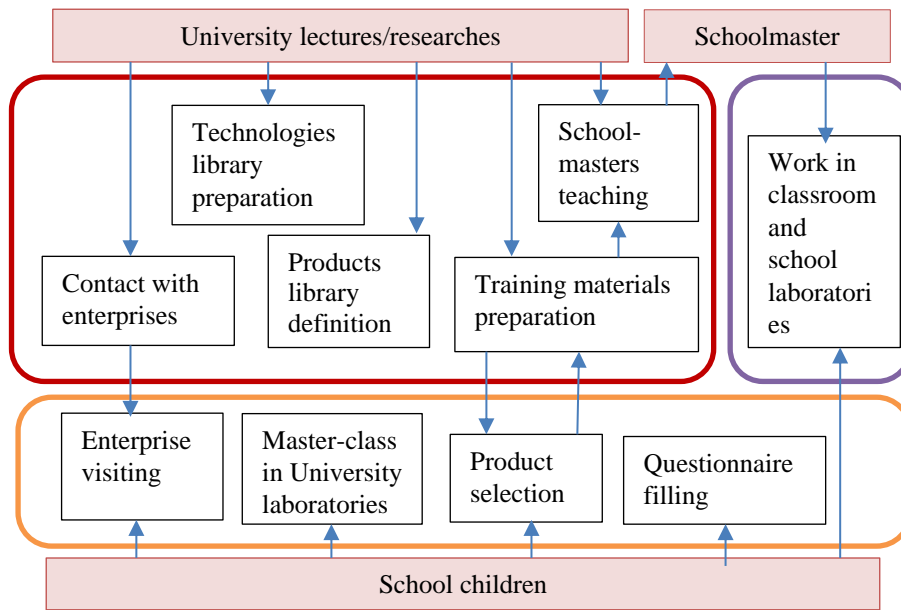 University lectures/researches
Schoolmaster
Technologies
library
preparation
School-
masters
teaching
Work in
classroom
and
school
laboratori
es
Contact with
enterprises
Products
library
definition
Training materials
preparation
Enterprise
visiting
Master-class
in University
laboratories
Product
selection
Questionnaire
filling
School children